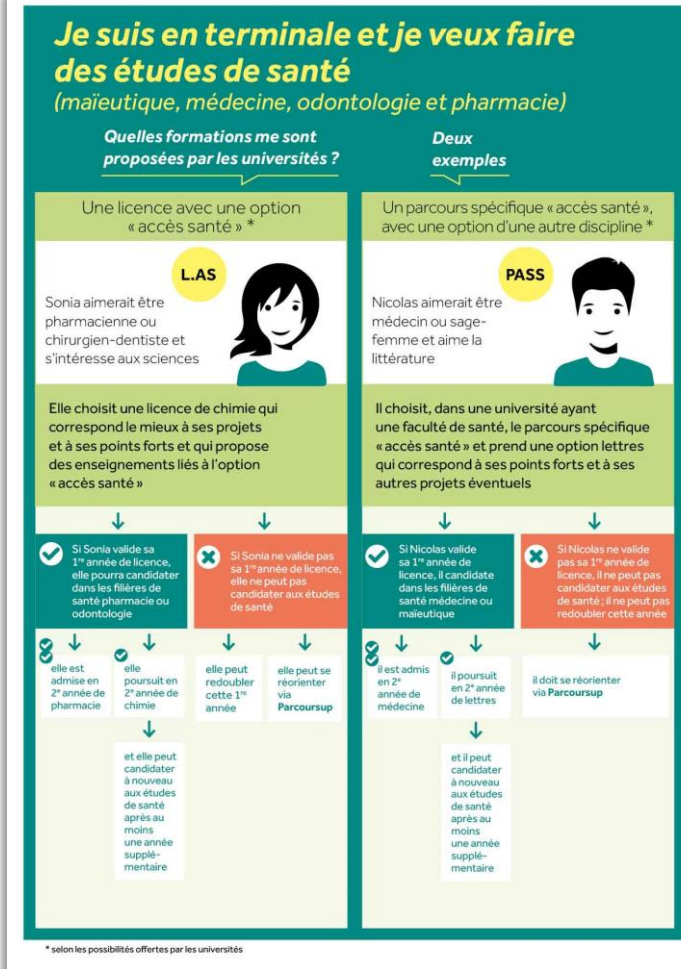 Je suis en terminale et je veux faire
des études de santé
(maïeutique, médecine, odontologie et pharmacie)
Quelles formations me sont
proposées par les universités ?
Deux
exemples
Une licence avec une option
« accès santé » *
L.AS
Sonia aimerait être
pharmacienne ou
chirurgien-dentiste et
s'intéresse aux sciences
Elle choisit une licence de chimie qui
correspond le mieux à ses projets
et à ses points forts et qui propose
des enseignements liés à l'option
« accès santé »
Si Sonia valide sa
1re année de licence,
elle pourra candidater
dans les filières de
santé pharmacie ou
odontologie
Si Sonia ne valide pas
sa 1re année de licence,
elle ne peut pas
candidater aux études
de santé
elle est
admise en
2e année de
pharmacie
elle
poursuit en
2e année de
chimie
elle peut
redoubler
cette 1re
année
elle peut se
réorienter
via
Parcoursup
et elle peut
candidater
à nouveau
aux études
de santé
après au
moins
une année
supplé-
mentaire
Un parcours spécifique « accès santé »,
avec une option d'une autre discipline *
PASS
Nicolas aimerait être
médecin ou sage-
femme et aime la
littérature
Il choisit, dans une université ayant
une faculté de santé, le parcours spécifique
« accès santé » et prend une option lettres
qui correspond à ses points forts et à ses
autres projets éventuels
Si Nicolas valide
sa 1re année de
licence, il candidate
dans les filières de
santé médecine ou
maïeutique
Si Nicolas ne valide
pas sa 1re année de
licence, il ne peut pas
candidater aux études
de santé ; il ne peut pas
redoubler cette année
il est admis
en 2e
année de
médecine
il poursuit
en 2e année
de lettres
il doit se réorienter
via Parcoursup
et il peut
candidater
à nouveau
aux études
de santé
après au
moins
une année
supplé-
mentaire
* selon les possibilités offertes par les universités